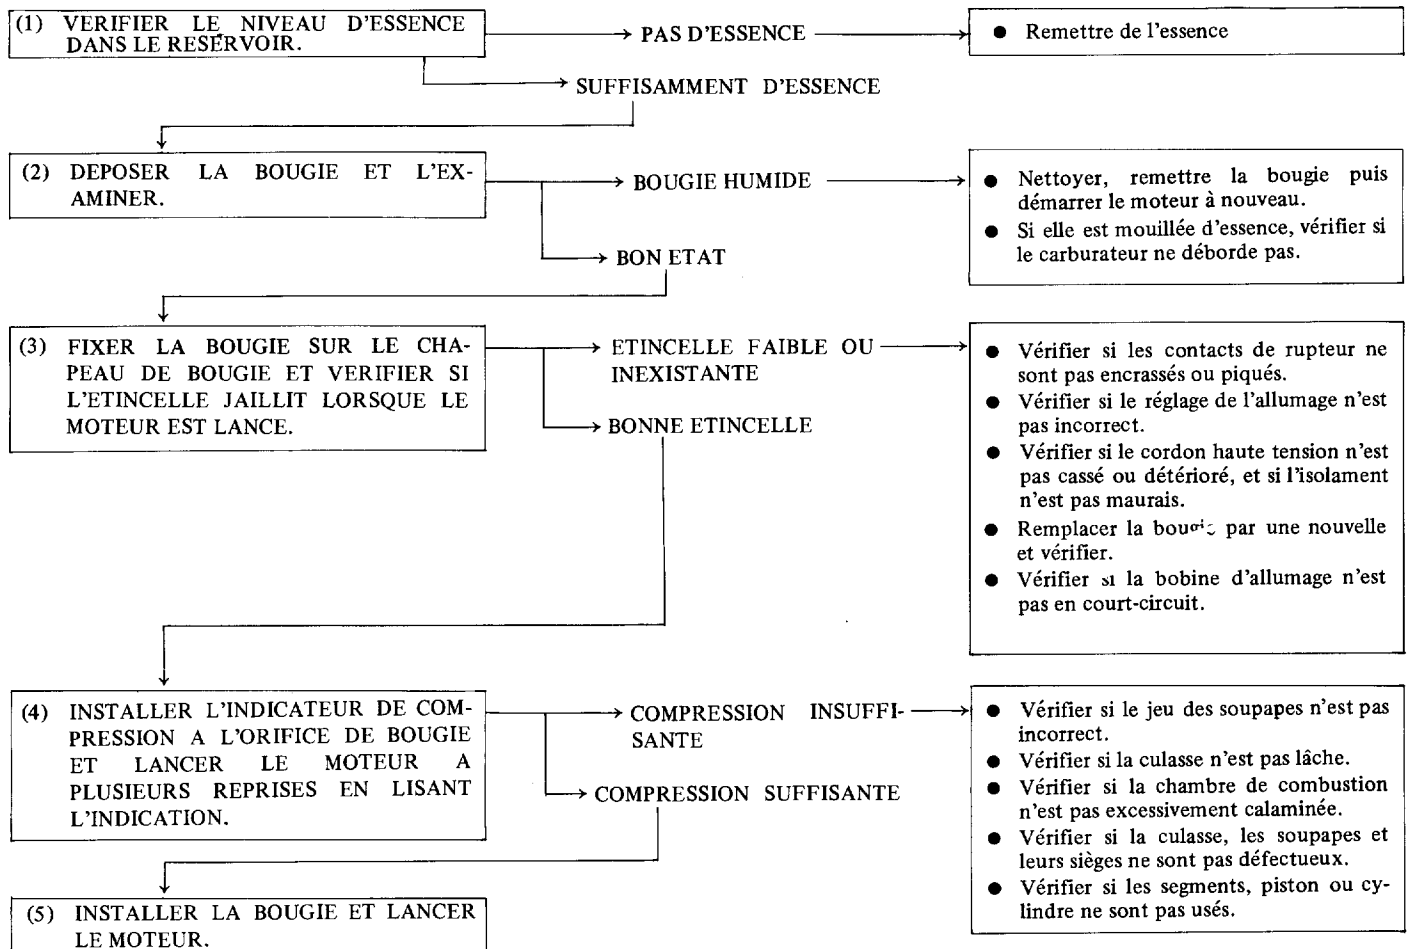 (1) VERIFIER LE NIVEAU D'ESSENCE
DANS LE RESERVOIR.
PAS D'ESSENCE
● Remettre de l'essence
SUFFISAMMENT D'ESSENCE
(2) DEPOSER LA BOUGIE ET L'EX-
AMINER.
BOUGIE HUMIDE
● Nettoyer, remettre la bougie puis
démarrer le moteur à nouveau.
● Si elle est mouillée d'essence, vérifier si
le carburateur ne déborde pas.
BON ETAT
(3) FIXER LA BOUGIE SUR LE CHA-
PEAU DE BOUGIE ET VERIFIER SI
L'ETINCELLE JAILLIT LORSQUE LE
MOTEUR EST LANCE.
ETINCELLE FAIBLE OU
INEXISTANTE
● Vérifier si les contacts de rupteur ne
sont pas encrassés ou piqués.
● Vérifier si le réglage de l'allumage n'est
pas incorrect.
● Vérifier si le cordon haute tension n'est
pas cassé ou détérioré, et si l'isolament
n'est pas maurais.
● Remplacer la par une nouvelle
et vérifier.
● Vérifier si la bobine d'allumage n'est
pas en court-circuit.
BONNE ETINCELLE
(4) INSTALLER L'INDICATEUR DE COM-
PRESSION A L'ORIFICE DE BOUGIE
ET LANCER LE MOTEUR A
PLUSIEURS REPRISES EN LISANT
L'INDICATION.
COMPRESSION INSUFFI-
SANTE
● Vérifier si le jeu des soupapes n'est pas
incorrect.
● Vérifier si la culasse n'est pas lâche.
● Vérifier si la chambre de combustion
n'est pas excessivement calaminée.
● Vérifier si la culasse, les soupapes et
leurs sièges ne sont pas défectueux.
● Vérifier si les segments, piston ou cy-
lindre ne sont pas usés.
COMPRESSION SUFFISANTE
(5) INSTALLER LA BOUGIE ET LANCER
LE MOTEUR.